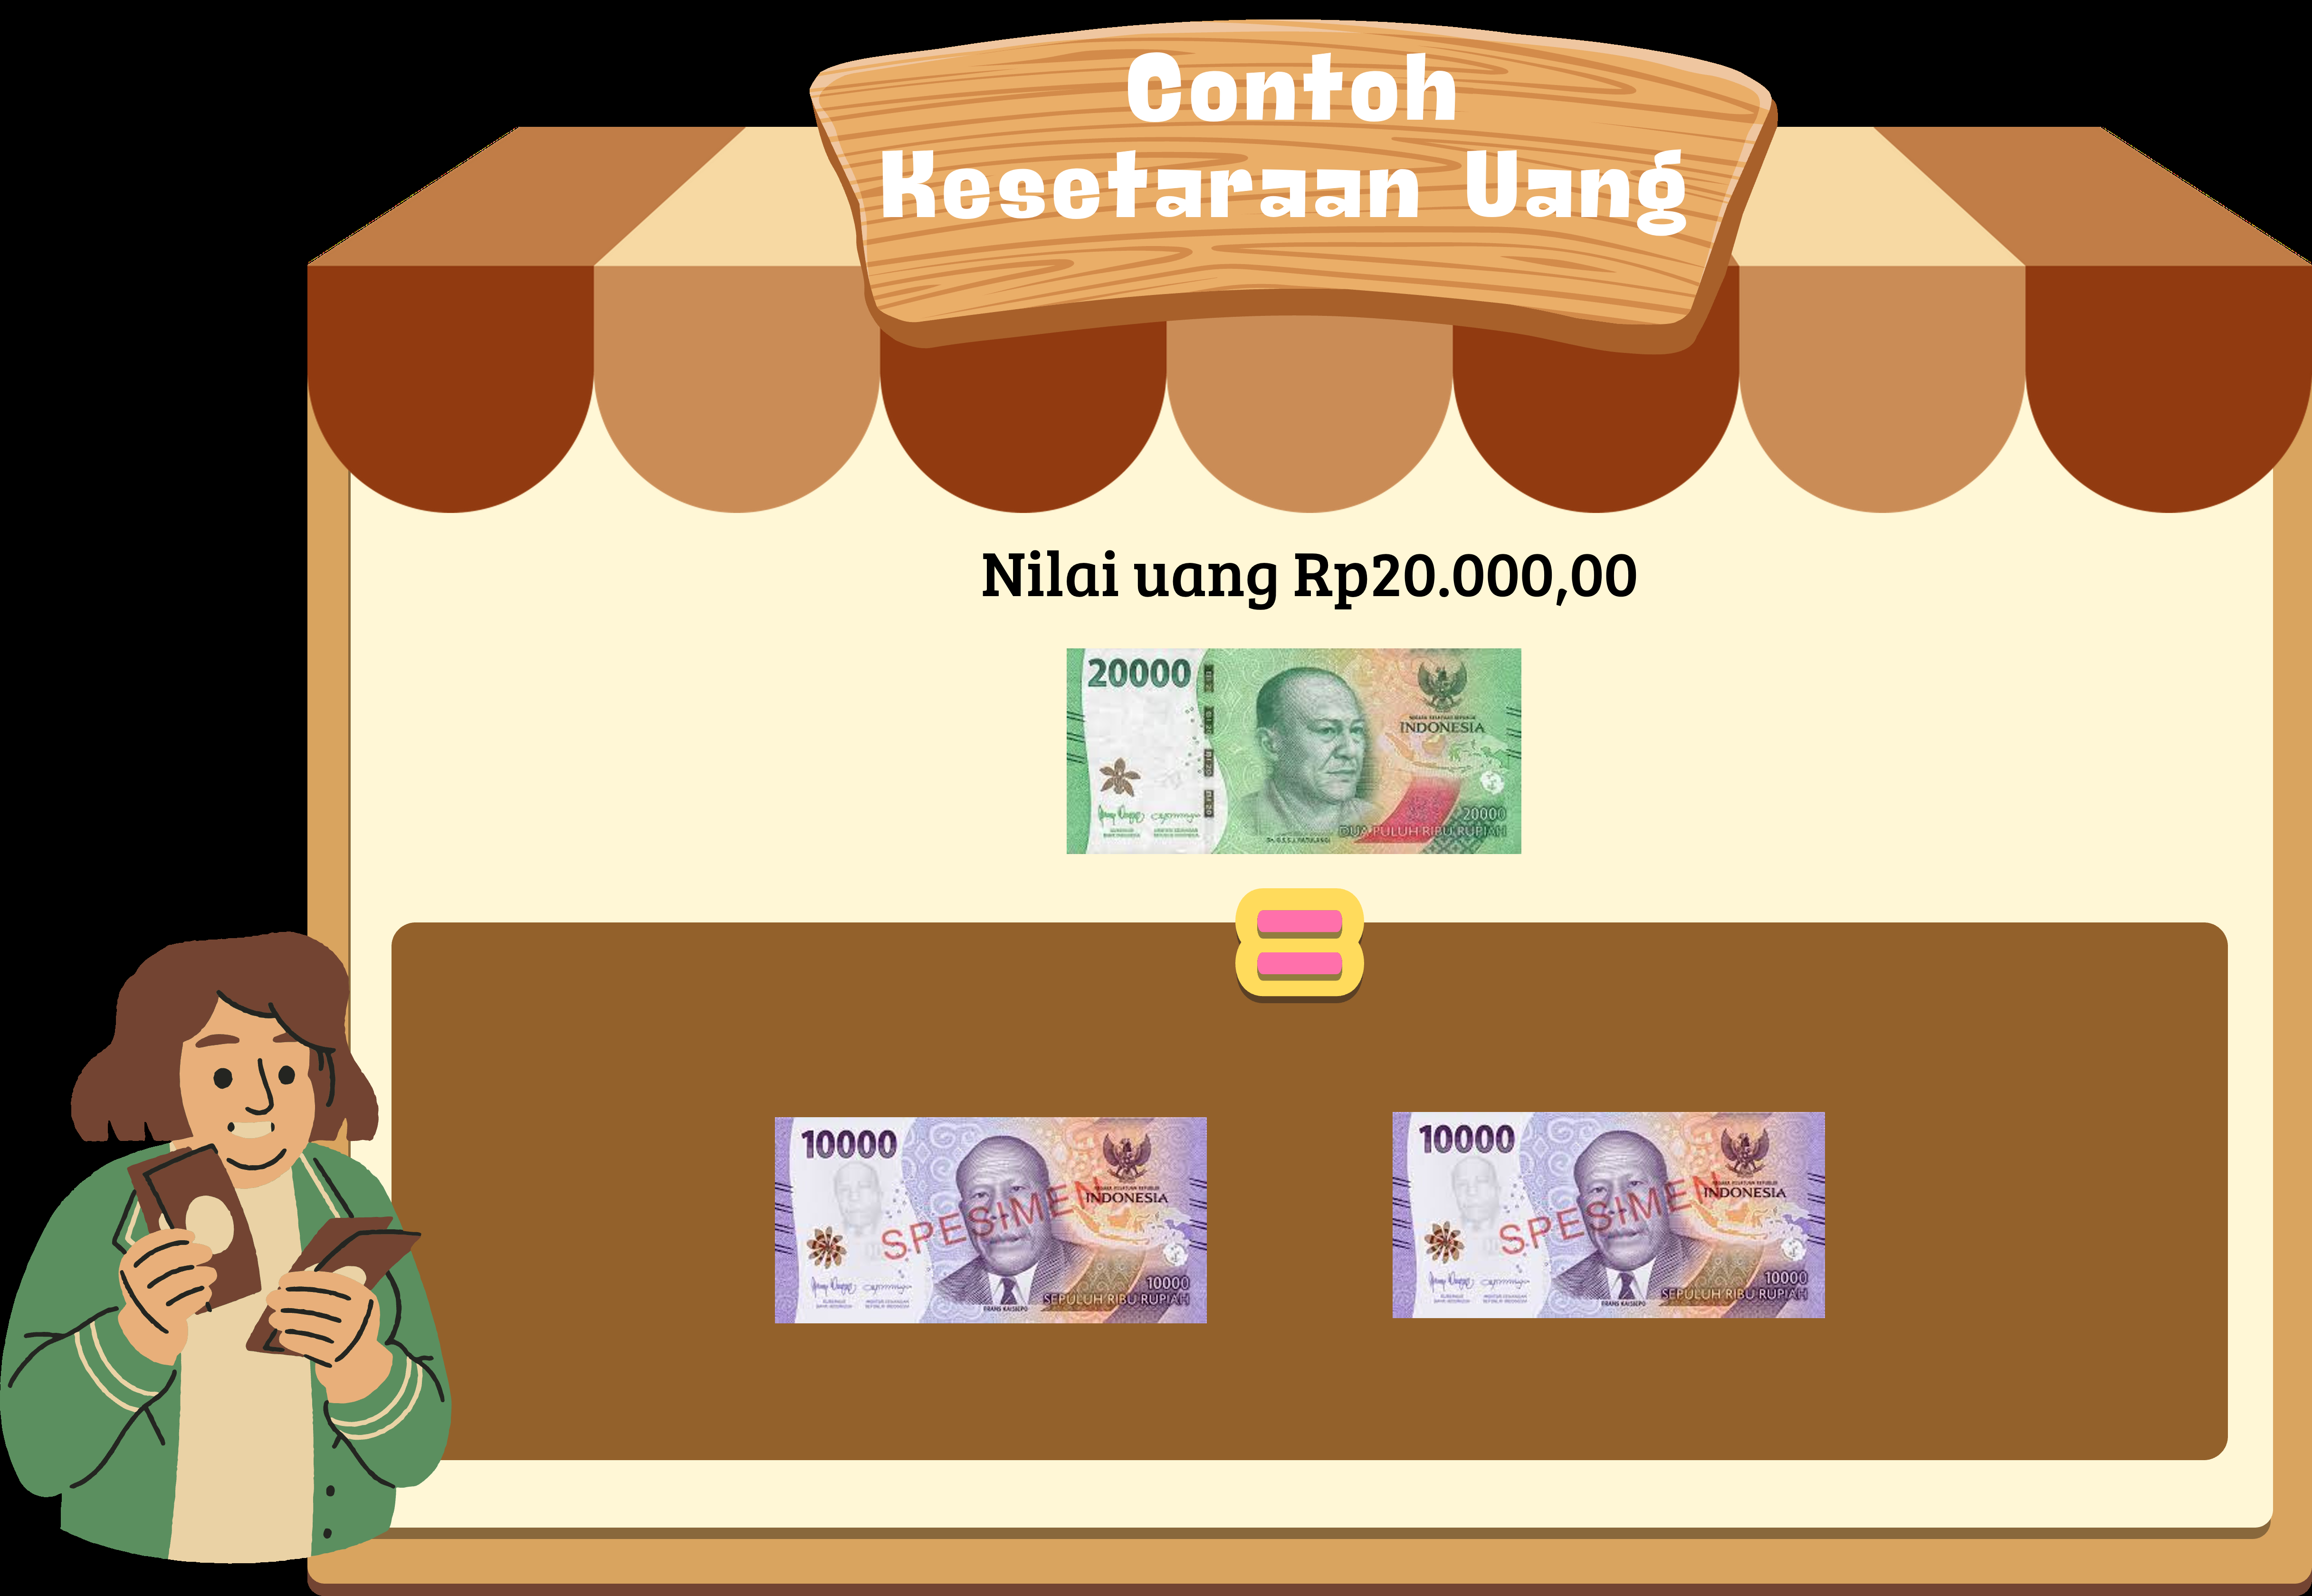 Contoh
Kesetaraan Uang
Nilai uang Rp20.000,00
20000
INDONESIA
20000
DUA PULUH RIBU RUPIAH
10000
INDONESIA
SPESIMEN
10000
SEPULUH RIBU RUPIAH
FRANS KAISIEPO
10000
INDONESIA
SPESIMEN
10000
SEPULUH RIBU RUPIAH
FRANS KAISIEPO